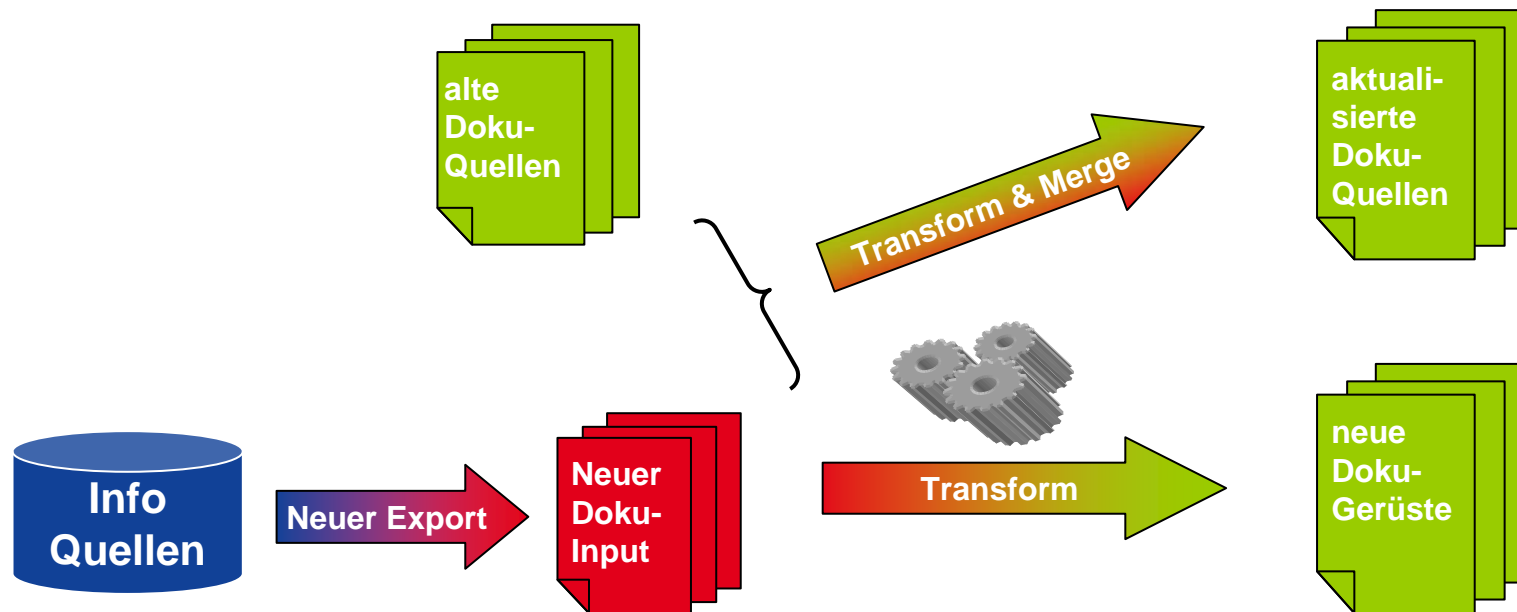 alte
Doku-
Quellen
Transform & Merge
aktuali-
sierte
Doku-
Quellen
Info
Quellen
Neuer Export
Neuer
Doku-
Input
Transform
neue
Doku-
Gerüste